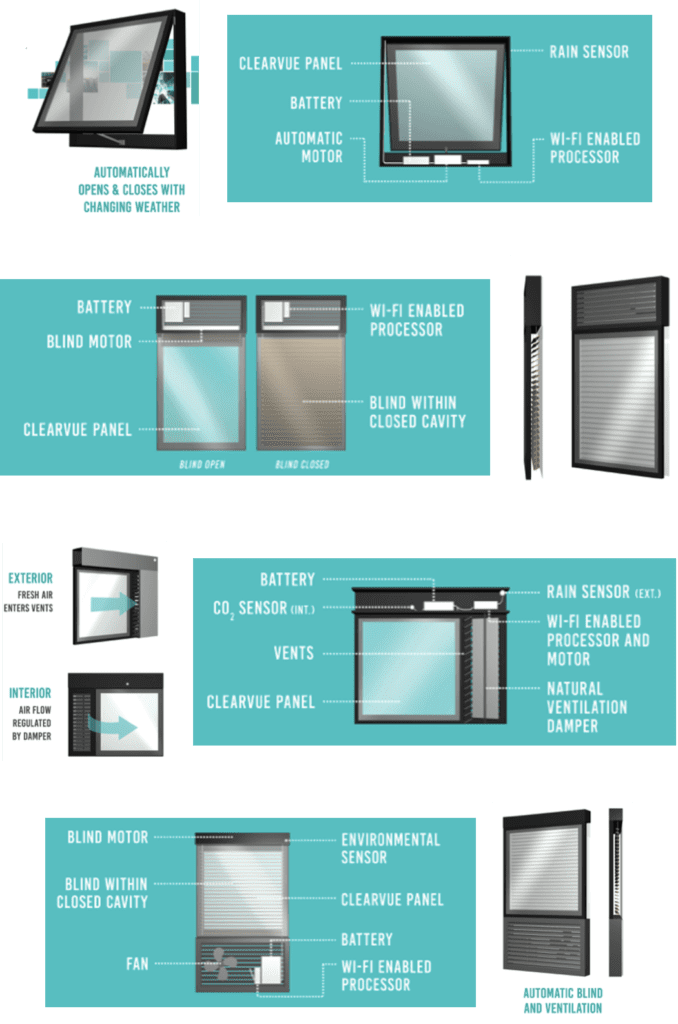 AUTOMATICALLY
OPENS & CLOSES WITH
CHANGING WEATHER
CLEARVUE PANEL
BATTERY
AUTOMATIC
MOTOR
RAIN SENSOR
WI-FI ENABLED
PROCESSOR
BATTERY
BLIND MOTOR
CLEARVUE PANEL
WI-FI ENABLED
PROCESSOR
BLIND WITHIN
CLOSED CAVITY
BLIND OPEN
BLIND CLOSED
EXTERIOR
FRESH AIR
ENTERS VENTS
INTERIOR
AIR FLOW
REGULATED
BY DAMPER
BATTERY
CO₂ SENSOR (INT.)
VENTS
CLEARVUE PANEL
RAIN SENSOR (EXT.)
WI-FI ENABLED
PROCESSOR AND
MOTOR
NATURAL
VENTILATION
DAMPER
BLIND MOTOR
BLIND WITHIN
CLOSED CAVITY
FAN
ENVIRONMENTAL
SENSOR
CLEARVUE PANEL
BATTERY
WI-FI ENABLED
PROCESSOR
AUTOMATIC BLIND
AND VENTILATION